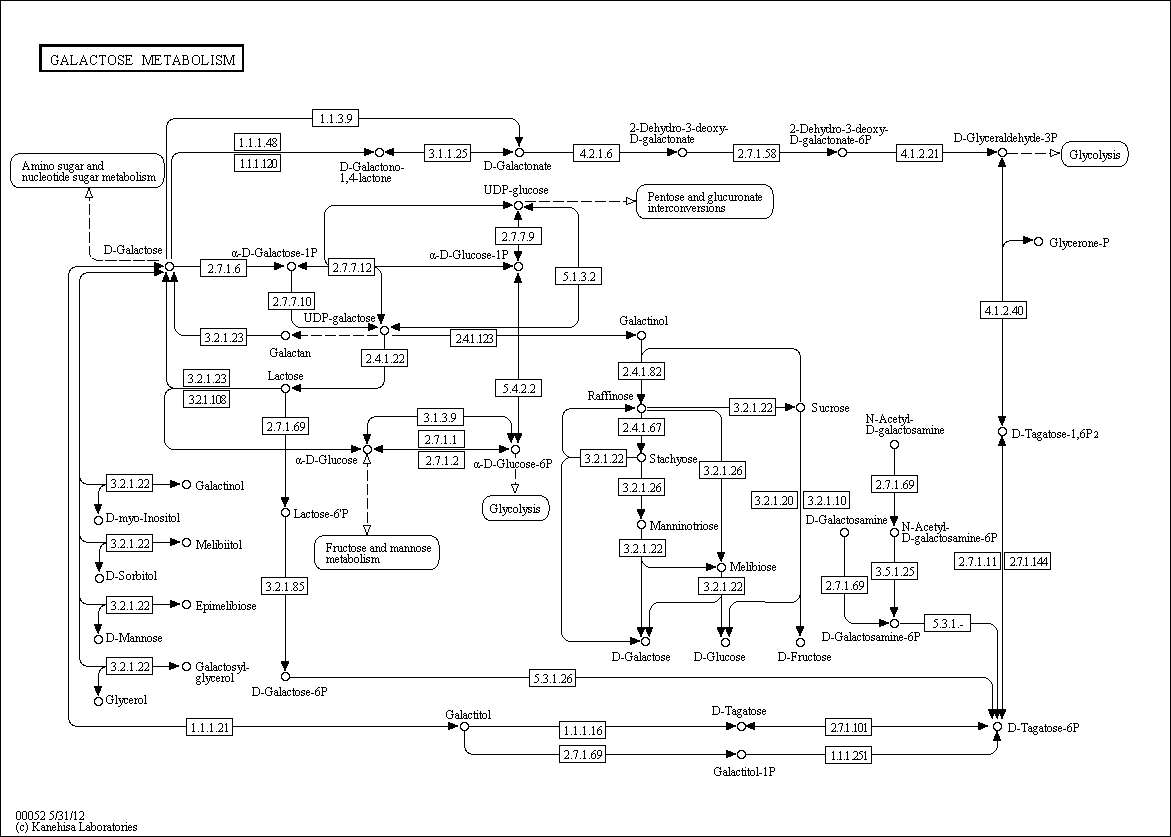 GALACTOSE METABOLISM
1.1.3.9
1.1.1.48
1.1.1.120
D-Galactono-
1,4-lactone
3.1.1.25
D-Galactonate
4.2.1.6
2-Dehydro-3-deoxy-
D-galactonate
2.7.1.58
2-Dehydro-3-deoxy-
D-galactonate-6P
4.1.2.21
D-Glyceraldehyde-3P
Glycolysis
Amino sugar and
nucleotide sugar metabolism
UDP-glucose
Pentose and glucuronate
interconversions
2.7.7.9
D-Galactose
α-D-Galactose-1P
α-D-Glucose-1P
Glycerone-P
2.7.1.6
2.7.7.12
5.1.3.2
2.7.7.10
UDP-galactose
4.1.2.40
3.2.1.23
Galactan
2.4.1.123
Galactinol
2.4.1.22
Lactose
3.2.1.23
3.2.1.108
5.4.2.2
2.4.1.82
Raffinose
3.2.1.22
Sucrose
2.7.1.69
3.1.3.9
2.7.1.1
2.7.1.2
2.4.1.67
N-Acetyl-
D-galactosamine
D-Tagatose-1,6P2
α-D-Glucose
α-D-Glucose-6P
3.2.1.22
Stachyose
3.2.1.26
3.2.1.22
Galactinol
D-myo-Inositol
Lactose-6'P
Glycolysis
3.2.1.26
3.2.1.20
3.2.1.10
2.7.1.69
Manninotriose
D-Galactosamine
N-Acetyl-
D-galactosamine-6P
3.2.1.22
Melibiitol
D-Sorbitol
Fructose and mannose
metabolism
3.2.1.22
Melibiose
2.7.1.11
2.7.1.144
3.2.1.85
3.2.1.22
2.7.1.69
3.5.1.25
3.2.1.22
Epimelibiose
D-Mannose
5.3.1.-
D-Galactosamine-6P
D-Galactose
D-Glucose
D-Fructose
3.2.1.22
Galactosyl-
glycerol
Glycerol
D-Galactose-6P
5.3.1.26
1.1.1.21
Galactitol
1.1.1.16
D-Tagatose
2.7.1.101
D-Tagatose-6P
2.7.1.69
Galactitol-1P
1.1.1.251
00052 5/31/12
(c) Kanehisa Laboratories